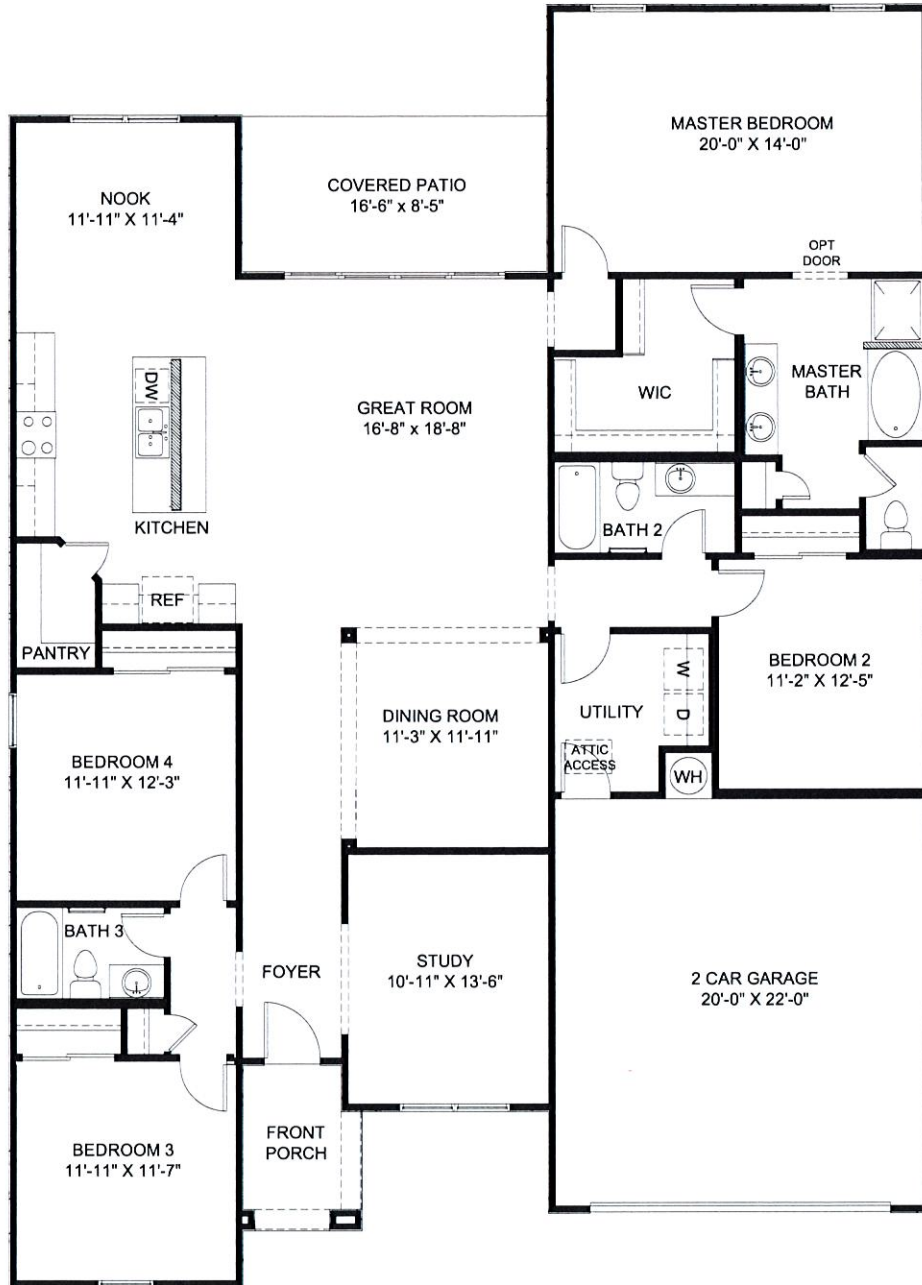 MASTER BEDROOM
20'-0" X 14'-0"
NOOK
11'-11" X 11'-4"
COVERED PATIO
16'-6" x 8'-5"
OPT
DOOR
DW
GREAT ROOM
16'-8" x 18'-8"
WIC
MASTER
BATH
KITCHEN
BATH 2
REF
PANTRY
BEDROOM 2
11'-2" X 12'-5"
W
D
UTILITY
ATTIC
ACCESS
WH
DINING ROOM
11'-3" X 11'-11"
BEDROOM 4
11'-11" X 12'-3"
BATH 3
FOYER
STUDY
10'-11" X 13'-6"
2 CAR GARAGE
20'-0" X 22'-0"
FRONT
PORCH
BEDROOM 3
11'-11" X 11'-7"